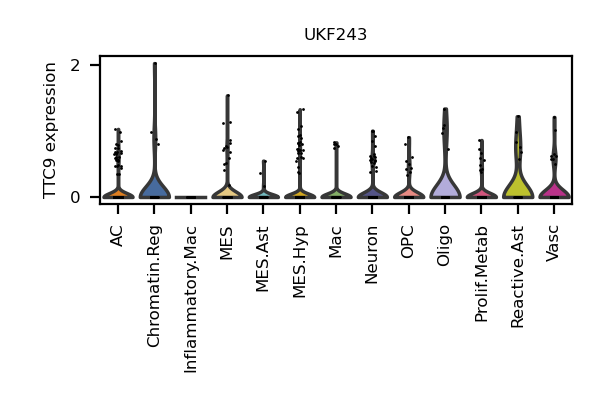 UKF243
TTC9 expression
2
0
AC
Chromatin.Reg
Inflammatory.Mac
MES
MES.Ast
MES.Hyp
Mac
Neuron
OPC
Oligo
Prolif.Metab
Reactive.Ast
Vasc